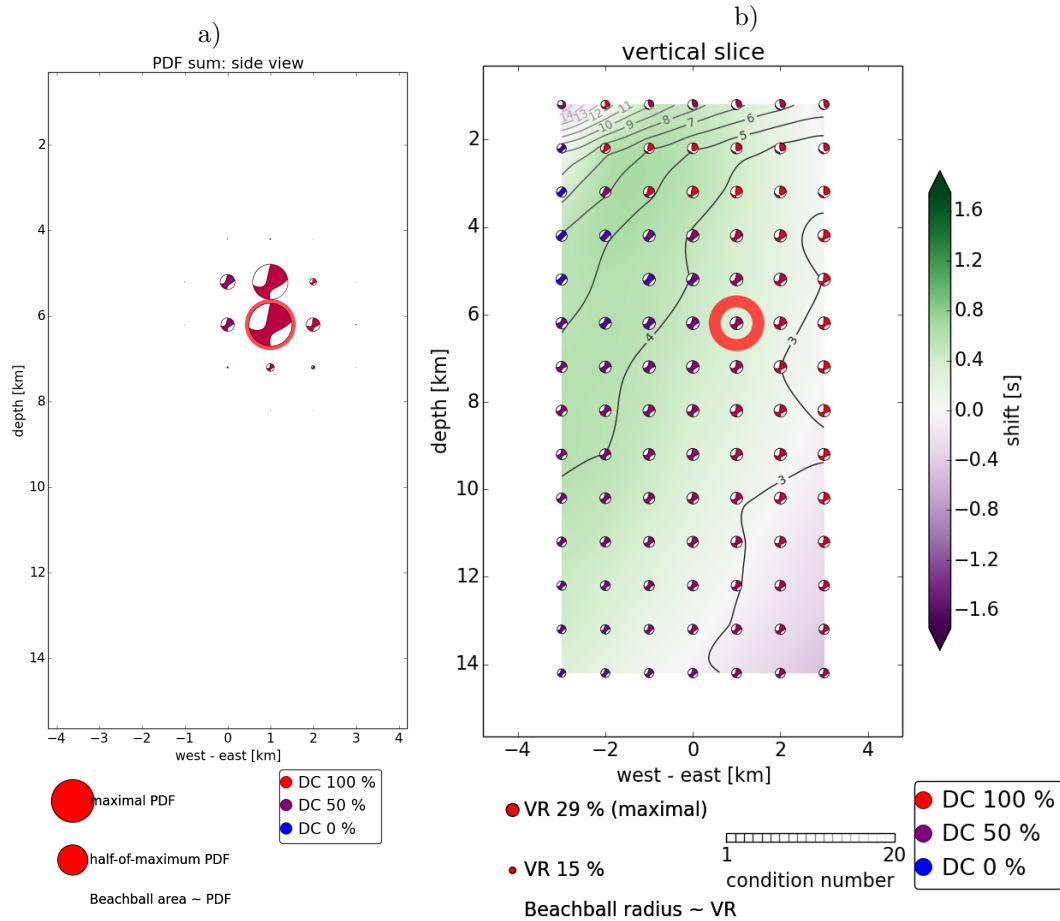 a)
PDF sum: side view
2
4
6
8
10
12
14
depth [km]
−4 −3 −2 −1 0 1 2 3 4
west - east [km]
maximal PDF
half-of-maximum PDF
Beachball area ~ PDF
DC 100 %
DC 50 %
DC 0 %
b)
vertical slice
14 13 12 11
10 9 8 7 6
5
4
3
3
2
4
6
8
10
12
14
depth [km]
−4 −2 0 2 4
west - east [km]
1.6
1.2
0.8
0.4
0.0
−0.4
−0.8
−1.2
−1.6
shift [s]
VR 29 % (maximal)
VR 15 %
Beachball radius ~ VR
1 20
condition number
DC 100 %
DC 50 %
DC 0 %